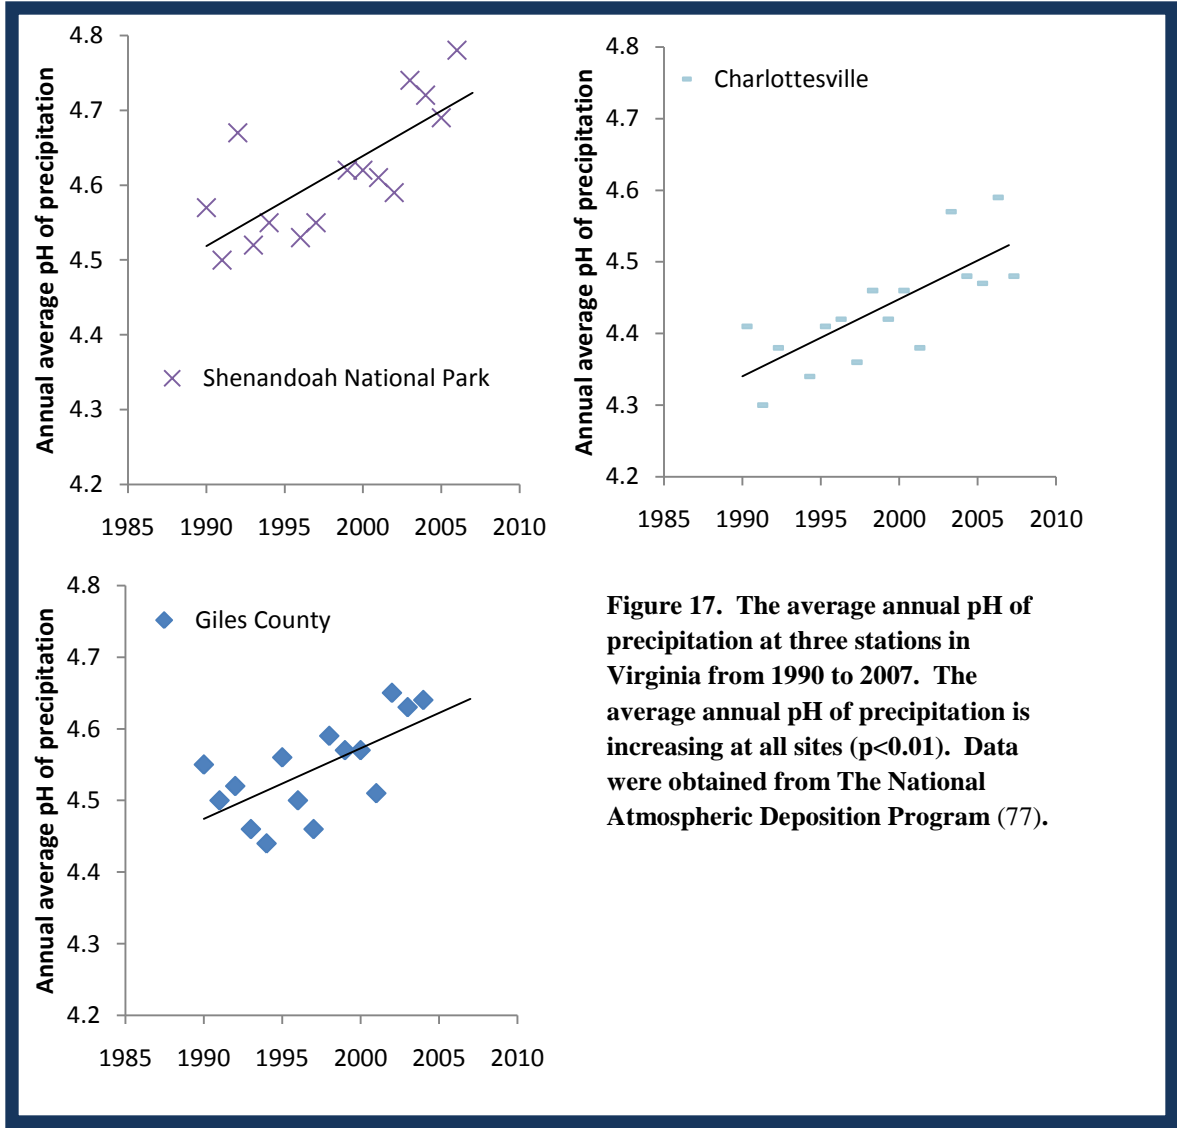 Annual average pH of precipitation
4.8
4.7
4.6
4.5
4.4
4.3
4.2
Shenandoah National Park
1985 1990 1995 2000 2005 2010
Annual average pH of precipitation
4.8
4.7
4.6
4.5
4.4
4.3
4.2
Charlottesville
1985 1990 1995 2000 2005 2010
Annual average pH of precipitation
4.8
4.7
4.6
4.5
4.4
4.3
4.2
Giles County
1985 1990 1995 2000 2005 2010
Figure 17. The average annual pH of
precipitation at three stations in
Virginia from 1990 to 2007. The
average annual pH of precipitation is
increasing at all sites (p<0.01). Data
were obtained from The National
Atmospheric Deposition Program (77).